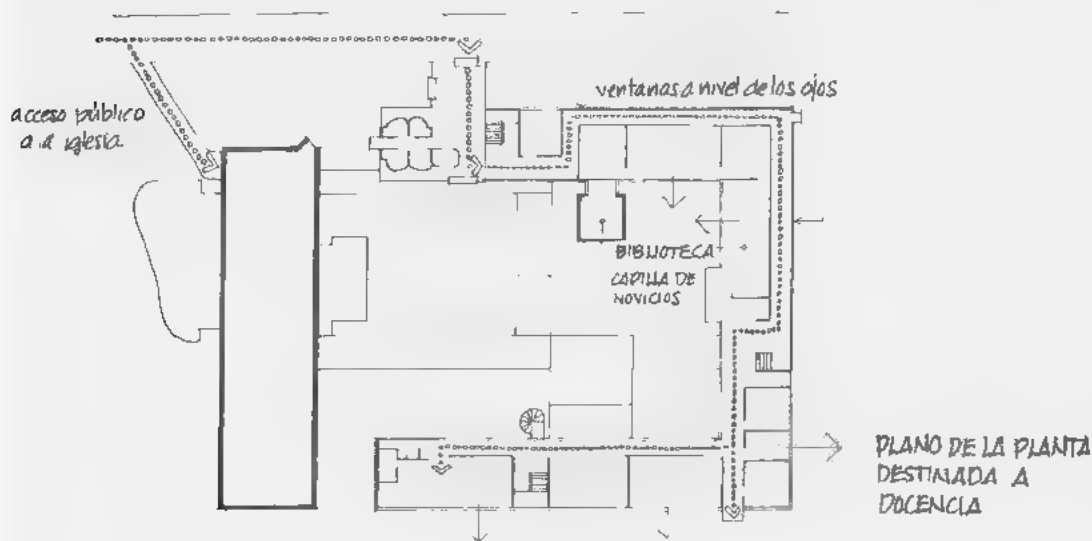 ventanas a nivel de los ojos
acceso público
a la iglesia
BIBLIOTECA
CAPILLA DE
NOVICIOS
PLANO DE LA PLANTA
DESTINADA A
DOCENCIA